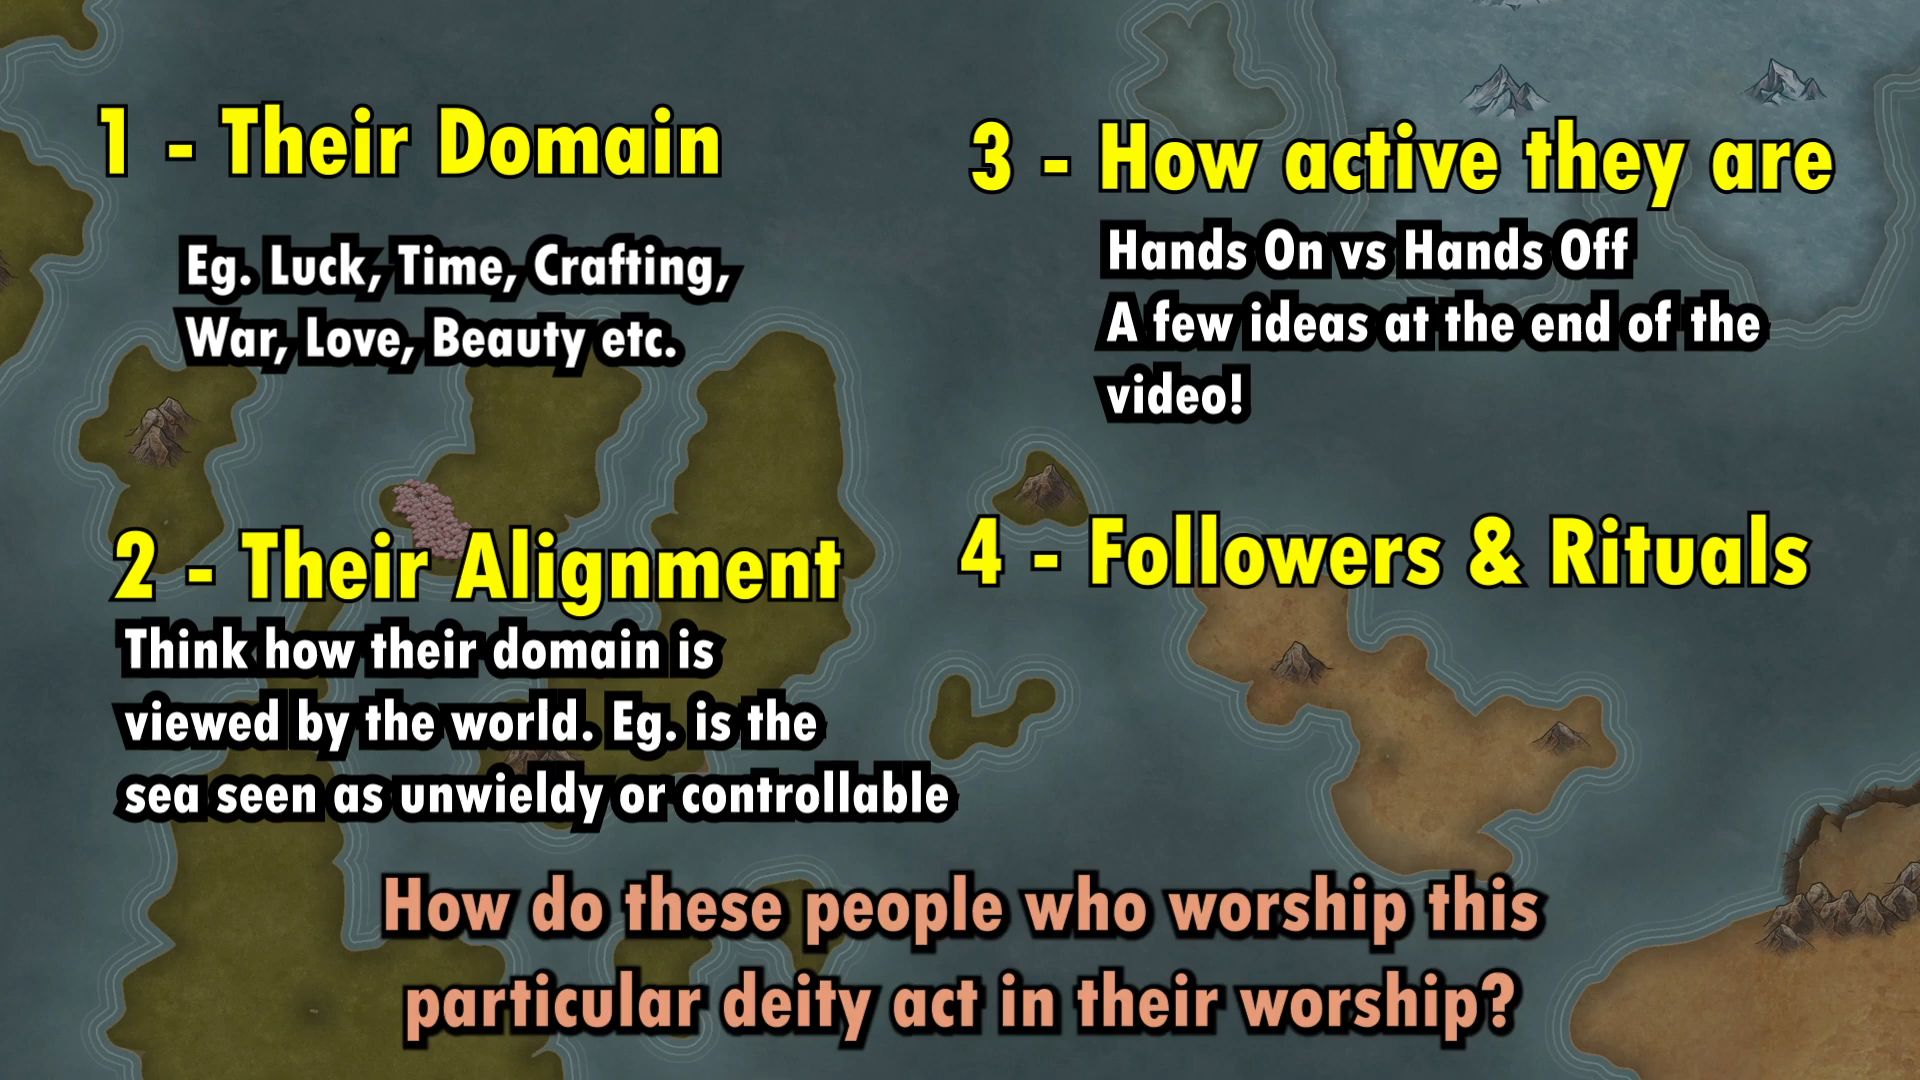 1 - Their Domain
Eg. Luck, Time, Crafting,
War, Love, Beauty etc.
2 - Their Alignment
Think how their domain is
viewed by the world. Eg. is the
sea seen as unwieldy or controllable
3 - How active they are
Hands On vs Hands Off
A few ideas at the end of the
video!
4 - Followers & Rituals
How do these people who worship this
particular deity act in their worship?